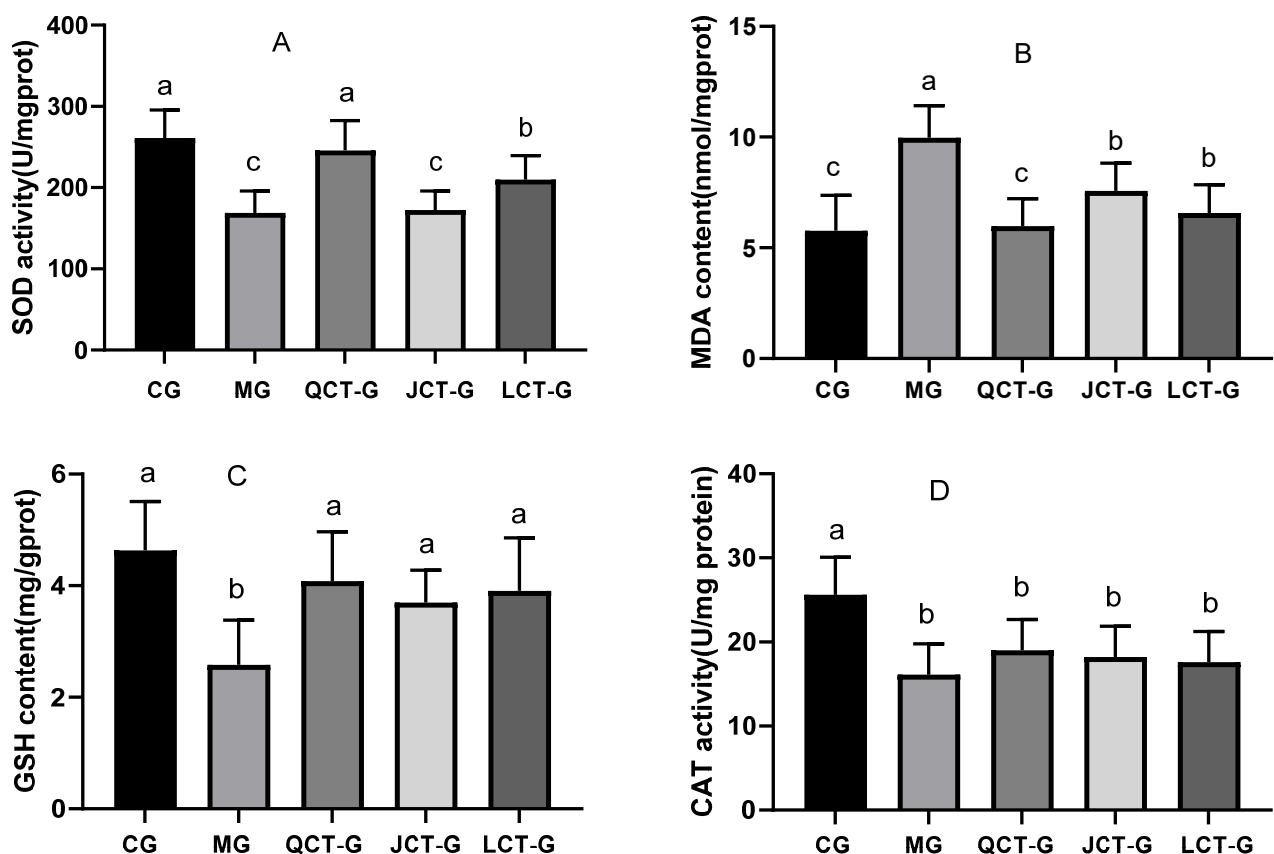 A
SOD activity(U/mgprot)
400
300
200
100
0
a
c
a
c
b
CG MG QCT-G JCT-G LCT-G
B
MDA content(nmol/mgprot)
15
10
5
0
c
a
c
b
b
CG MG QCT-G JCT-G LCT-G
C
GSH content(mg/gprot)
6
4
2
0
a
b
a
a
a
CG MG QCT-G JCT-G LCT-G
D
CAT activity(U/mg protein)
40
30
20
10
0
a
b
b
b
b
CG MG QCT-G JCT-G LCT-G